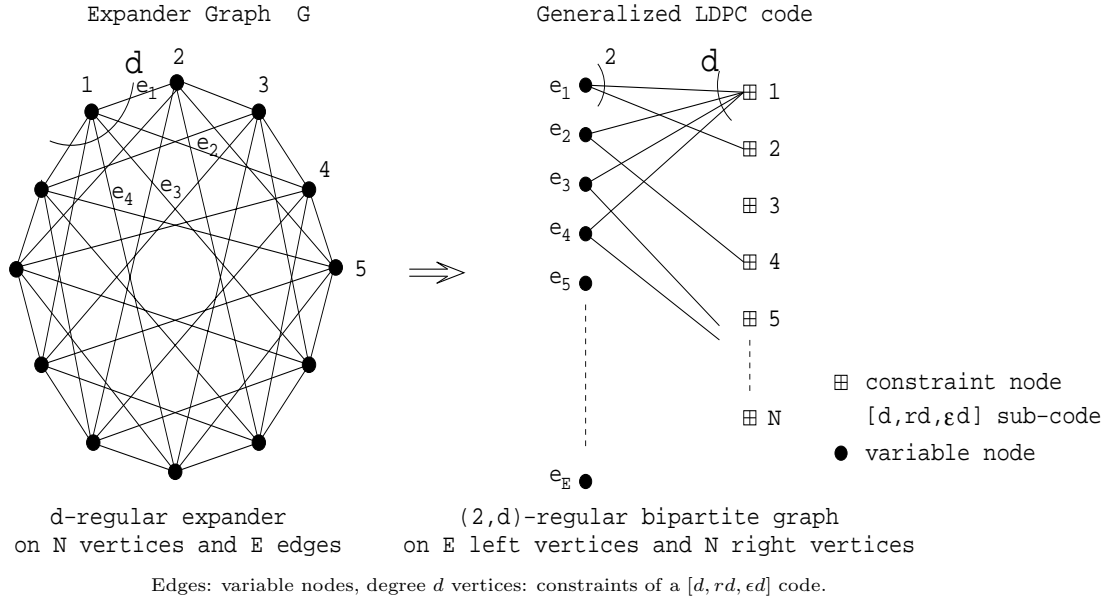 Expander Graph G
Generalized LDPC code
d
2
1
e1
3
e2
4
e3
e4
5
2
d
e1
1
e2
2
e3
3
e4
4
e5
5
N
eE
constraint node
[d,rd,εd] sub-code
variable node
d-regular expander
on N vertices and E edges
(2,d)-regular bipartite graph
on E left vertices and N right vertices
Edges: variable nodes, degree d vertices: constraints of a [d, rd, ϵd] code.